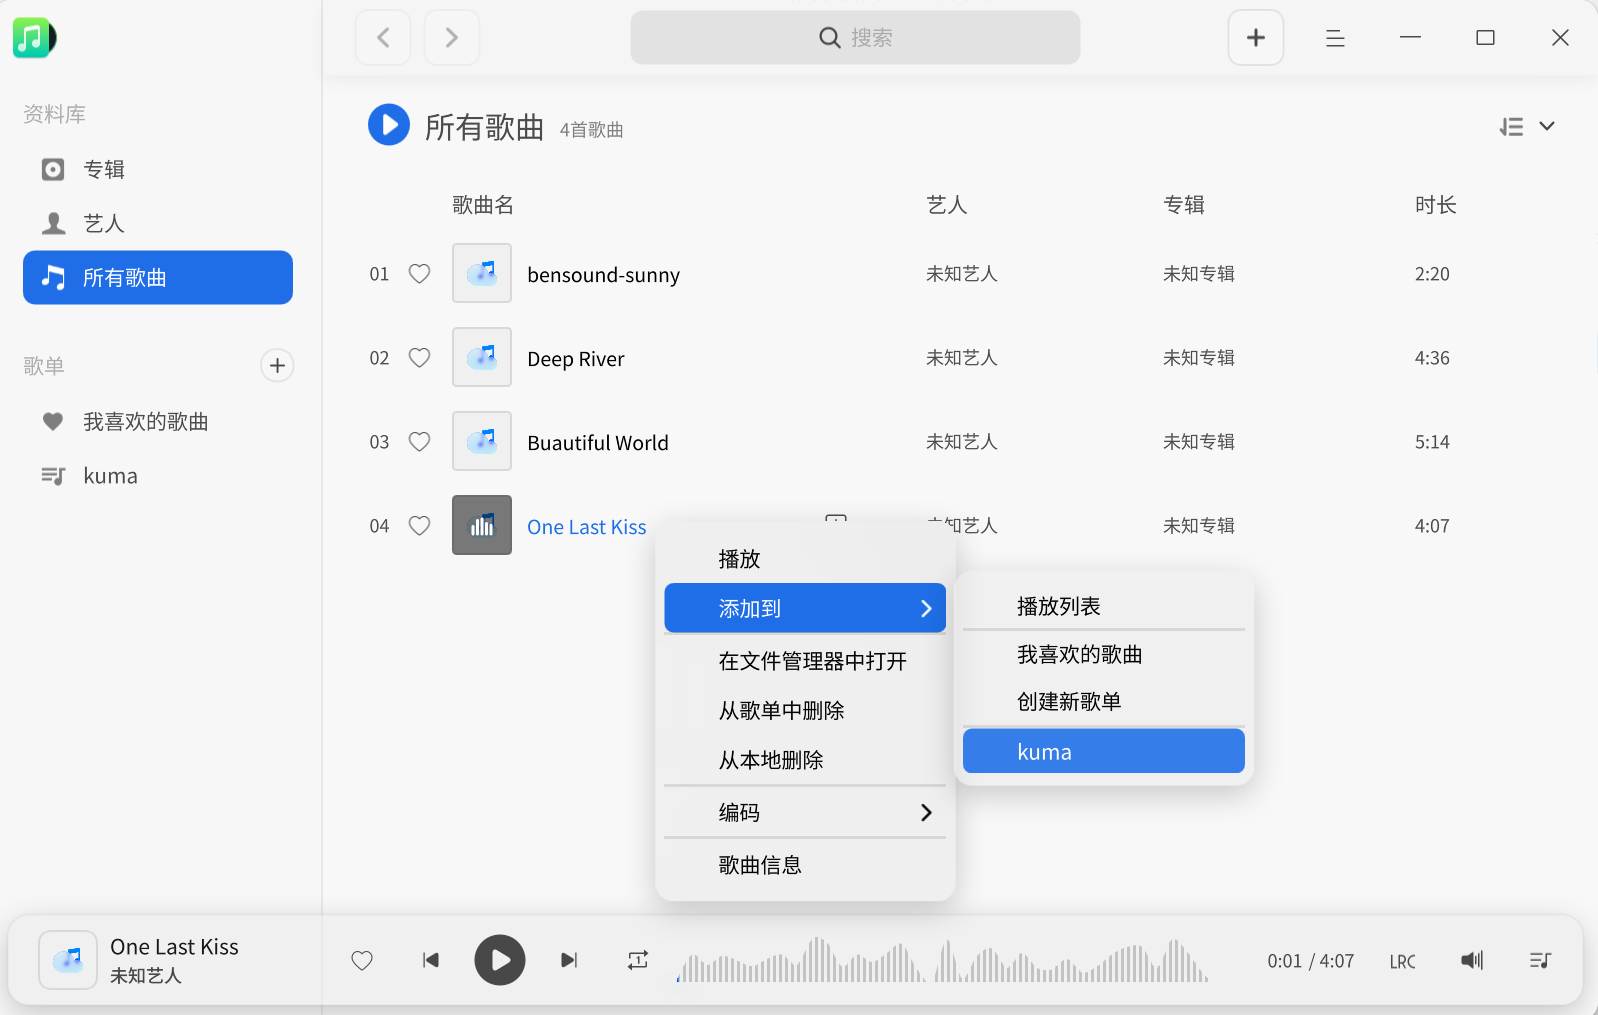 搜索
资料库
专辑
艺人
所有歌曲
歌单
我喜欢的歌曲
kuma
所有歌曲 4首歌曲
歌曲名 艺人 专辑 时长
01 bensound-sunny 未知艺人 未知专辑 2:20
02 Deep River 未知艺人 未知专辑 4:36
03 Buautiful World 未知艺人 未知专辑 5:14
04 One Last Kiss 未知艺人 未知专辑 4:07
播放
添加到
在文件管理器中打开
从歌单中删除
从本地删除
编码
歌曲信息
播放列表
我喜欢的歌曲
创建新歌单
kuma
One Last Kiss
未知艺人
0:01 / 4:07 LRC